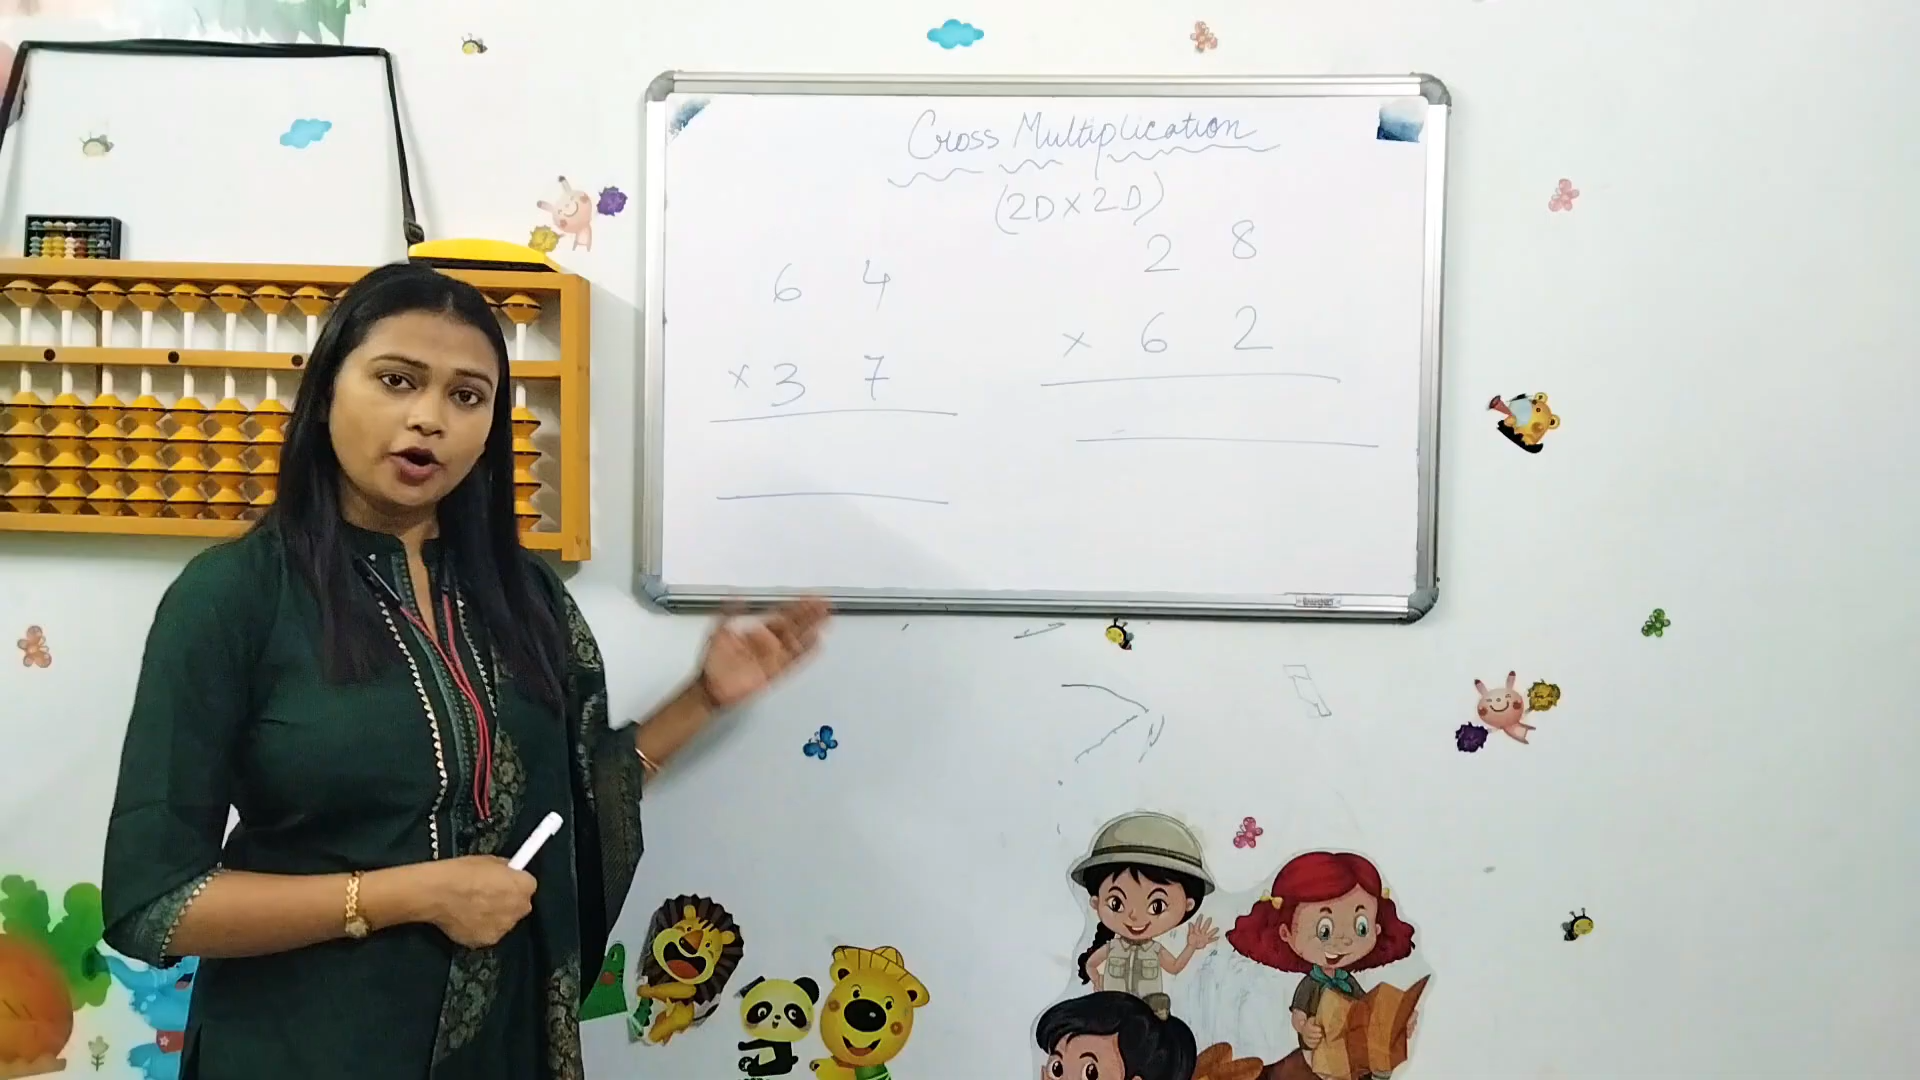 Cross Multiplication
(2D X 2D)
6 4
x 3 7
2 8
x 6 2